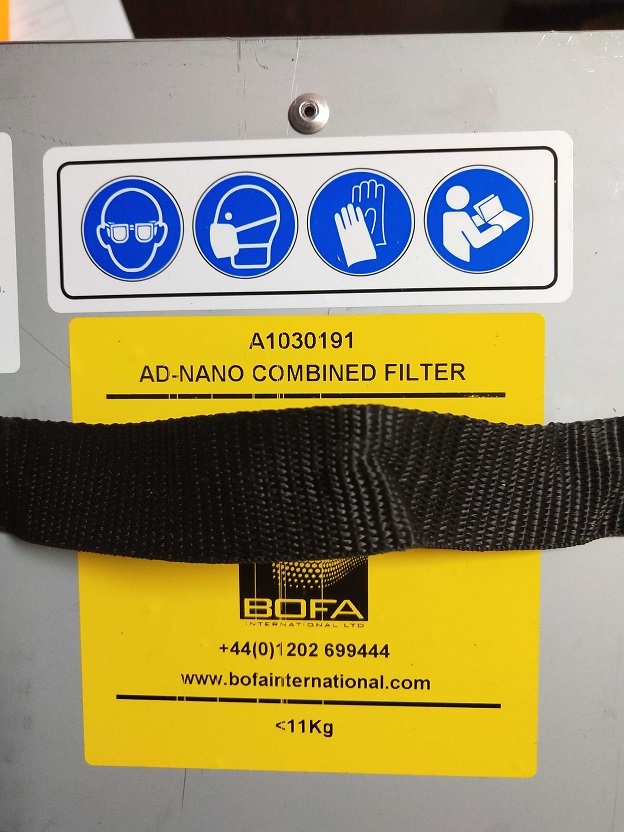 A1030191
AD-NANO COMBINED FILTER
BOFA
INTERNATIONAL LTD
+44(0)1202 699444
www.bofainternational.com
<11Kg